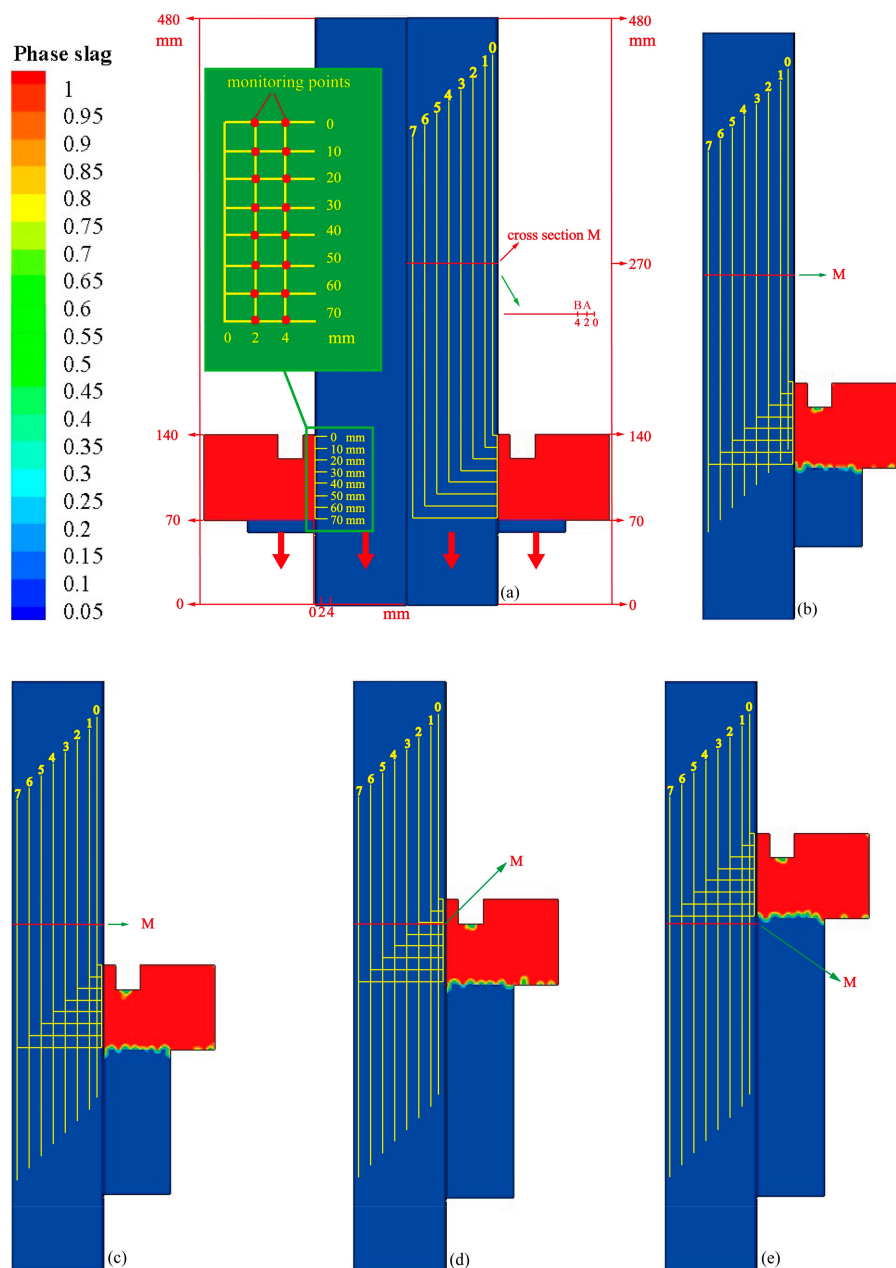 Phase slag
1
0.95
0.9
0.85
0.8
0.75
0.7
0.65
0.6
0.55
0.5
0.45
0.4
0.35
0.3
0.25
0.2
0.15
0.1
0.05
480
mm
140
70
0
monitoring points
0
10
20
30
40
50
60
70
0 2 4 mm
0 mm
10 mm
20 mm
30 mm
40 mm
50 mm
60 mm
70 mm
0 2 4 mm
7 6 5 4 3 2 1 0
cross section M
B A
4 2 0
480
mm
270
140
70
0
(a)
7 6 5 4 3 2 1 0
M
(b)
7 6 5 4 3 2 1 0
M
(c)
7 6 5 4 3 2 1 0
M
(d)
7 6 5 4 3 2 1 0
M
(e)